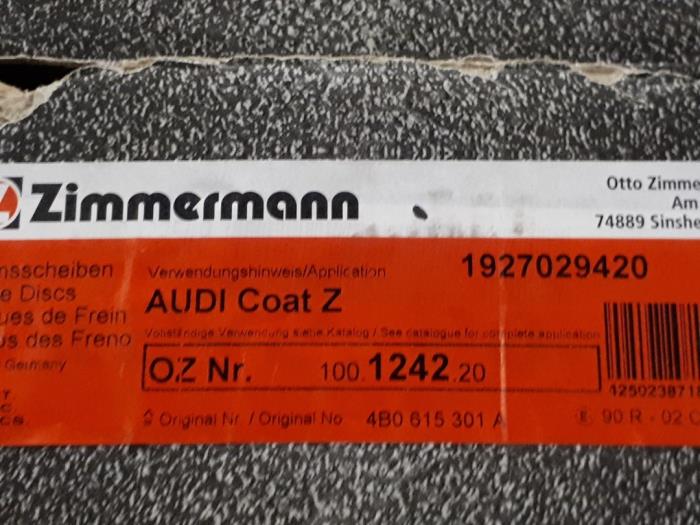 Zimmermann
Otto Zimme
Am
74889 Sinshe
nsscheiben
e Discs
ues de Frein
us des Freno
Germany
Verwendungshinweis/Application
1927029420
AUDI Coat Z
Vollständige Verwendung siehe Katalog / See catalogue for complete application
OZ Nr. 100.1242.20
Original Nr. / Original No 4B0 615 301 A
4250238718
90 R - 02 C
T
C
CS.